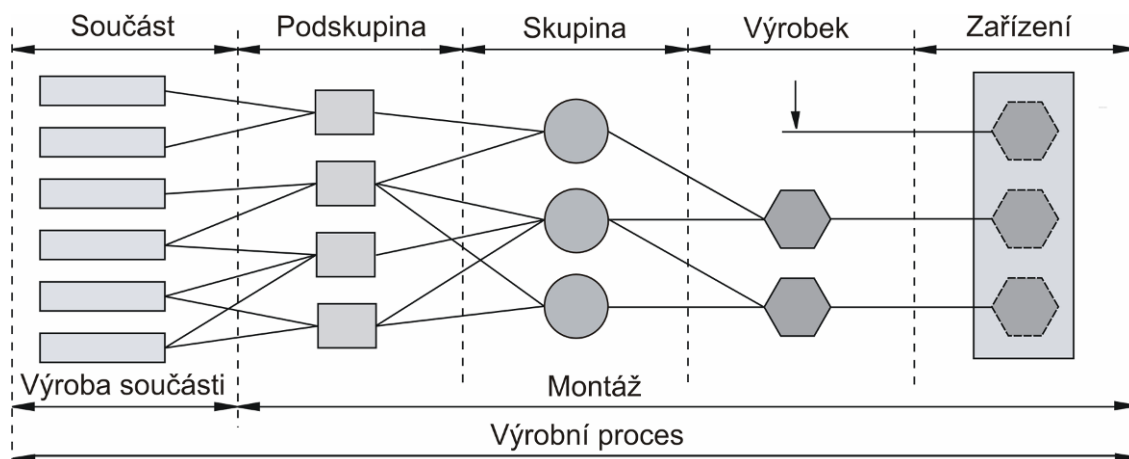 Součást
Podskupina
Skupina
Výrobek
Zařízení
Výroba součásti
Montáž
Výrobní proces